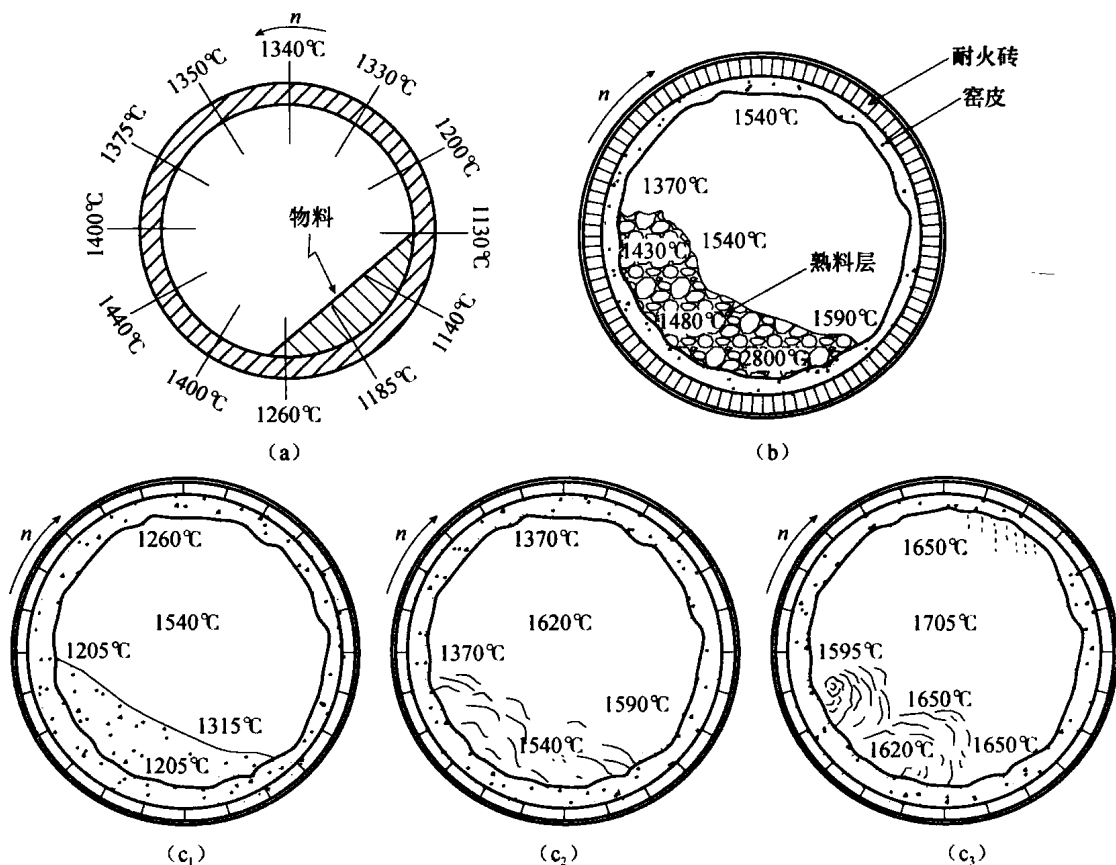 n
1340℃
1350℃
1330℃
1375℃
1200℃
1400℃
物料
1130℃
1440℃
1140℃
1400℃
1185℃
1260℃
(a)
n
耐火砖
窑皮
1540℃
1370℃
1430℃
1540℃
熟料层
1480℃
1590℃
2800℃
(b)
n
1260℃
1540℃
1205℃
1315℃
1205℃
(c₁)
n
1370℃
1620℃
1370℃
1590℃
1540℃
(c₂)
n
1650℃
1705℃
1595℃
1650℃
1620℃
1650℃
(c₃)